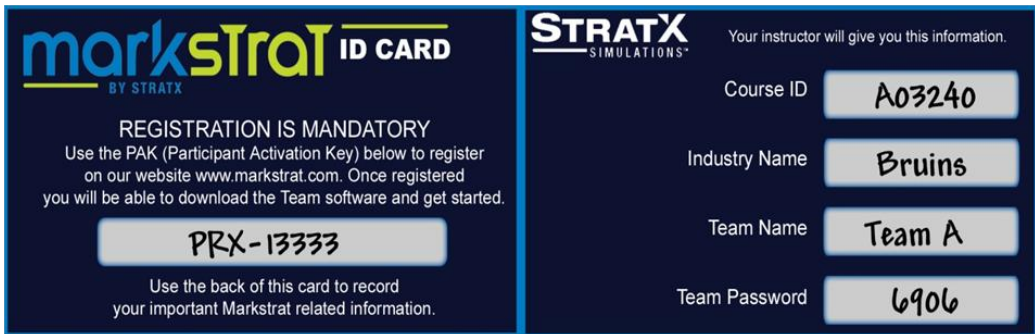 markstrat ID CARD
BY STRATX
REGISTRATION IS MANDATORY
Use the PAK (Participant Activation Key) below to register
on our website www.markstrat.com. Once registered
you will be able to download the Team software and get started.
PRX-13333
Use the back of this card to record
your important Markstrat related information.
STRATX
SIMULATIONS™
Your instructor will give you this information.
Course ID A03240
Industry Name Bruins
Team Name Team A
Team Password 6906